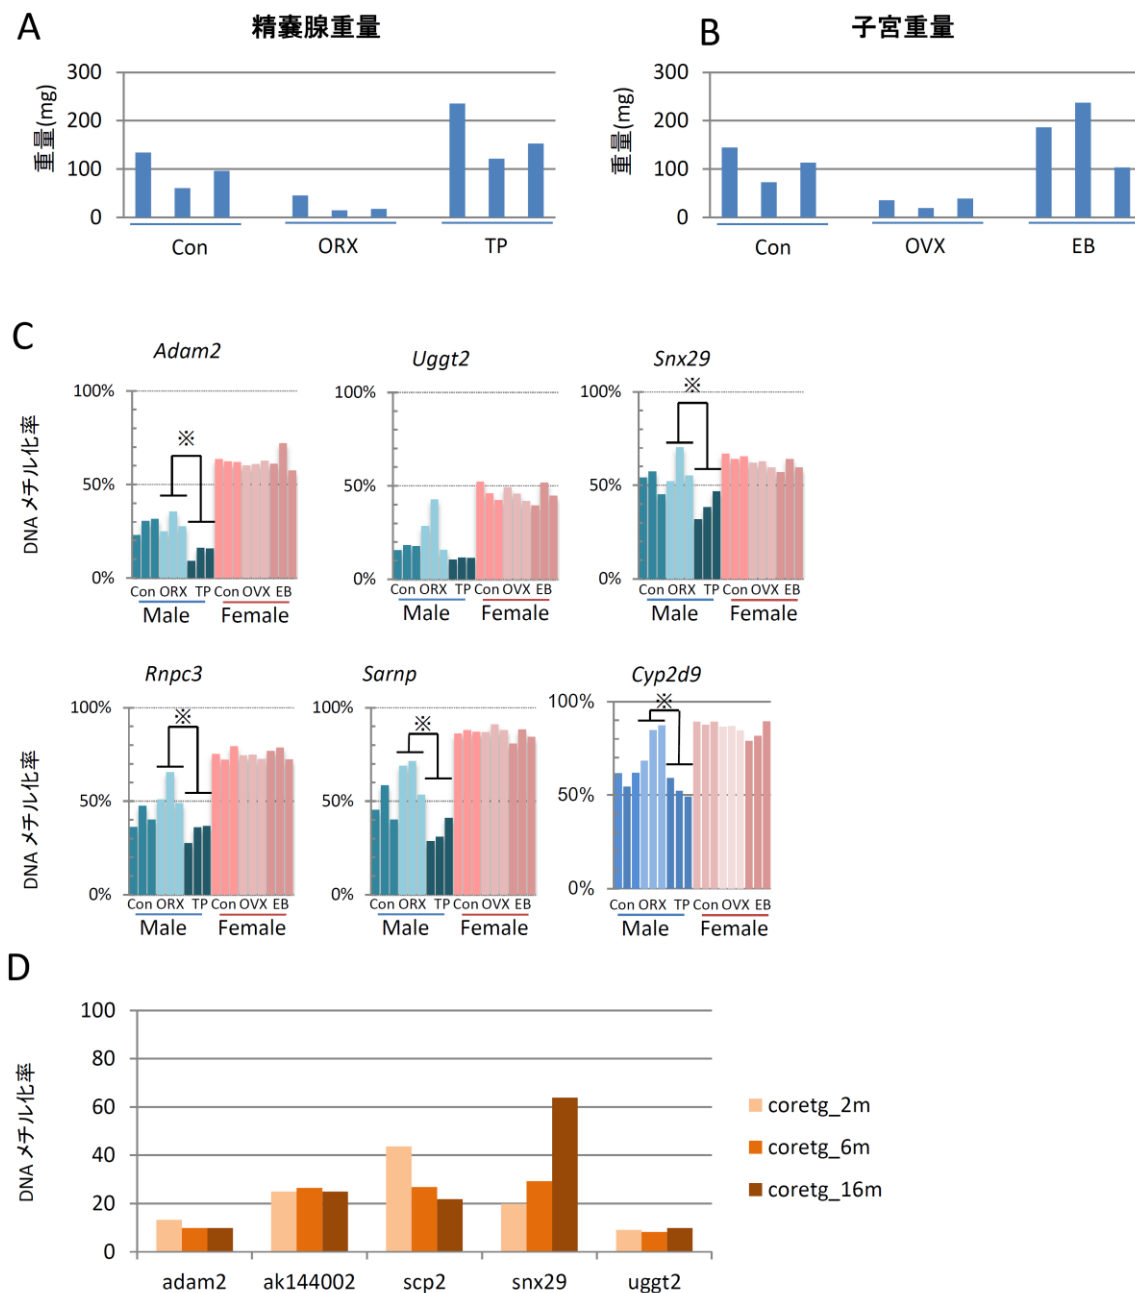 A 精嚢腺重量
重量(mg)
300
200
100
0
Con ORX TP
B 子宮重量
重量(mg)
300
200
100
0
Con OVX EB
C
DNA メチル化率
Adam2
100%
50%
0%
※
Con ORX TP Con OVX EB
Male Female
Uggt2
100%
50%
0%
Con ORX TP Con OVX EB
Male Female
Snx29
100%
50%
0%
※
Con ORX TP Con OVX EB
Male Female
DNA メチル化率
Rnpc3
100%
50%
0%
※
Con ORX TP Con OVX EB
Male Female
Sarnp
100%
50%
0%
※
Con ORX TP Con OVX EB
Male Female
Cyp2d9
100%
50%
0%
※
Con ORX TP Con OVX EB
Male Female
D
DNA メチル化率
100
80
60
40
20
0
adam2 ak144002 scp2 snx29 uggt2
coretg_2m
coretg_6m
coretg_16m